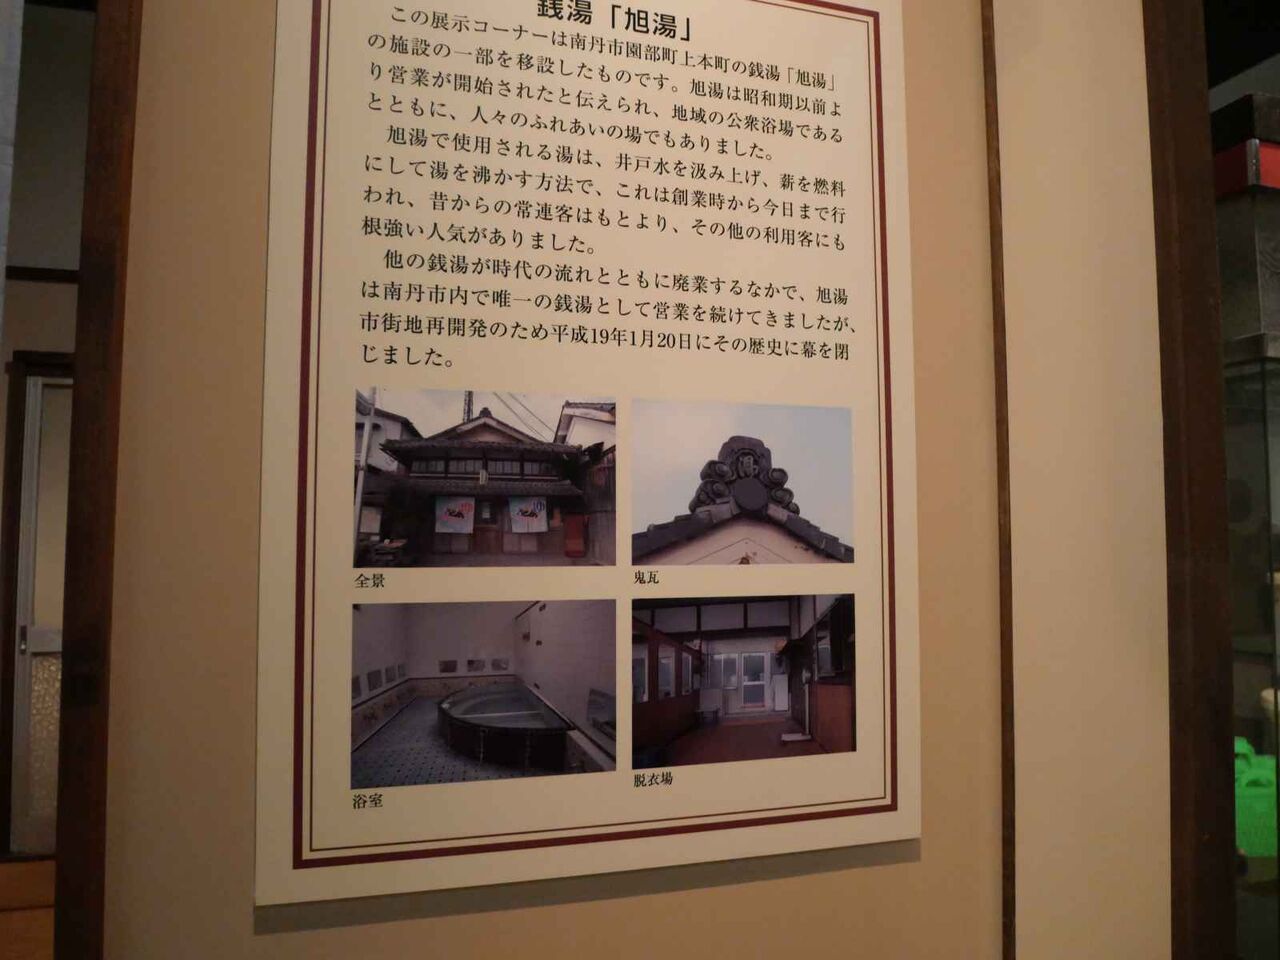 銭湯「旭湯」
この展示コーナーは南丹市園部町上本町の銭湯「旭湯」
の施設の一部を移設したものです。旭湯は昭和期以前よ
り営業が開始されたと伝えられ、地域の公衆浴場である
とともに、人々のふれあいの場でもありました。
旭湯で使用される湯は、井戸水を汲み上げ、薪を燃料
にして湯を沸かす方法で、これは創業時から今日まで行
われ、昔からの常連客はもとより、その他の利用客にも
根強い人気がありました。
他の銭湯が時代の流れとともに廃業するなかで、旭湯
は南丹市内で唯一の銭湯として営業を続けてきましたが、
市街地再開発のため平成19年1月20日にその歴史に幕を閉
じました。
全景
鬼瓦
浴室
脱衣場